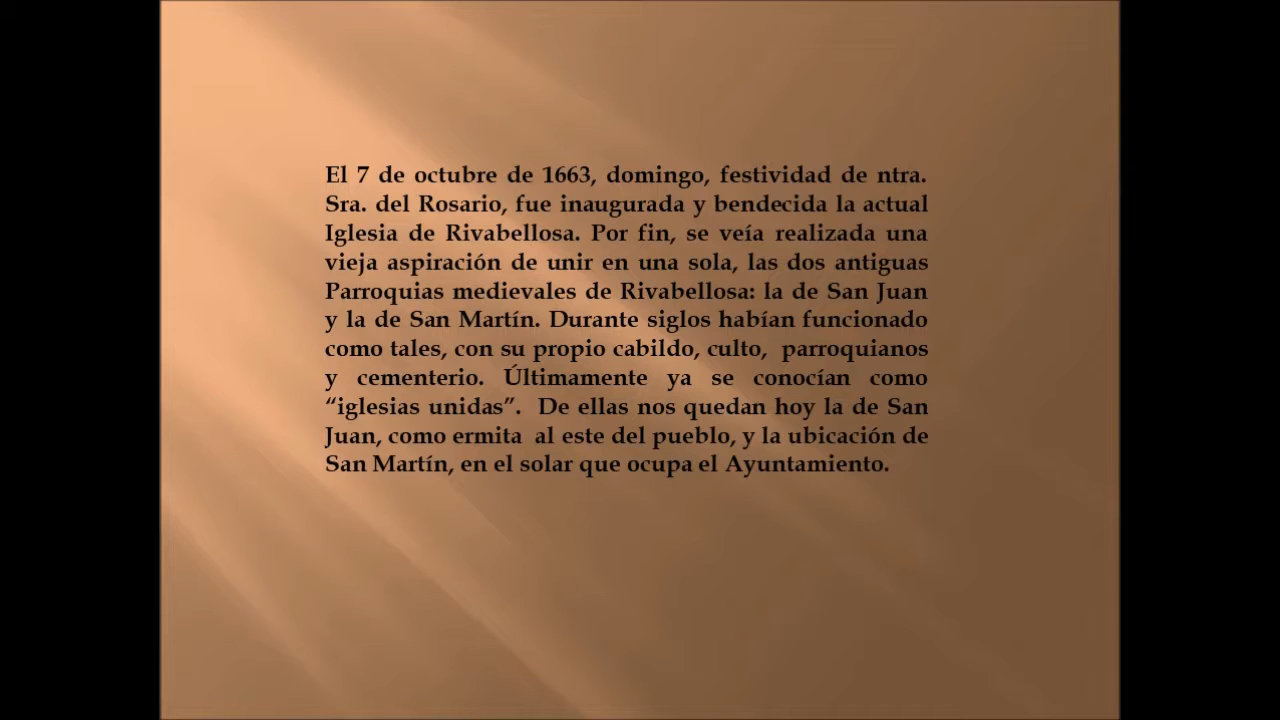 El 7 de octubre de 1663, domingo, festividad de ntra.
Sra. del Rosario, fue inaugurada y bendecida la actual
Iglesia de Rivabellosa. Por fin, se veía realizada una
vieja aspiración de unir en una sola, las dos antiguas
Parroquias medievales de Rivabellosa: la de San Juan
y la de San Martín. Durante siglos habían funcionado
como tales, con su propio cabildo, culto,  parroquianos
y cementerio. Últimamente ya se conocían como
“iglesias unidas”.  De ellas nos quedan hoy la de San
Juan, como ermita  al este del pueblo, y la ubicación de
San Martín, en el solar que ocupa el Ayuntamiento.